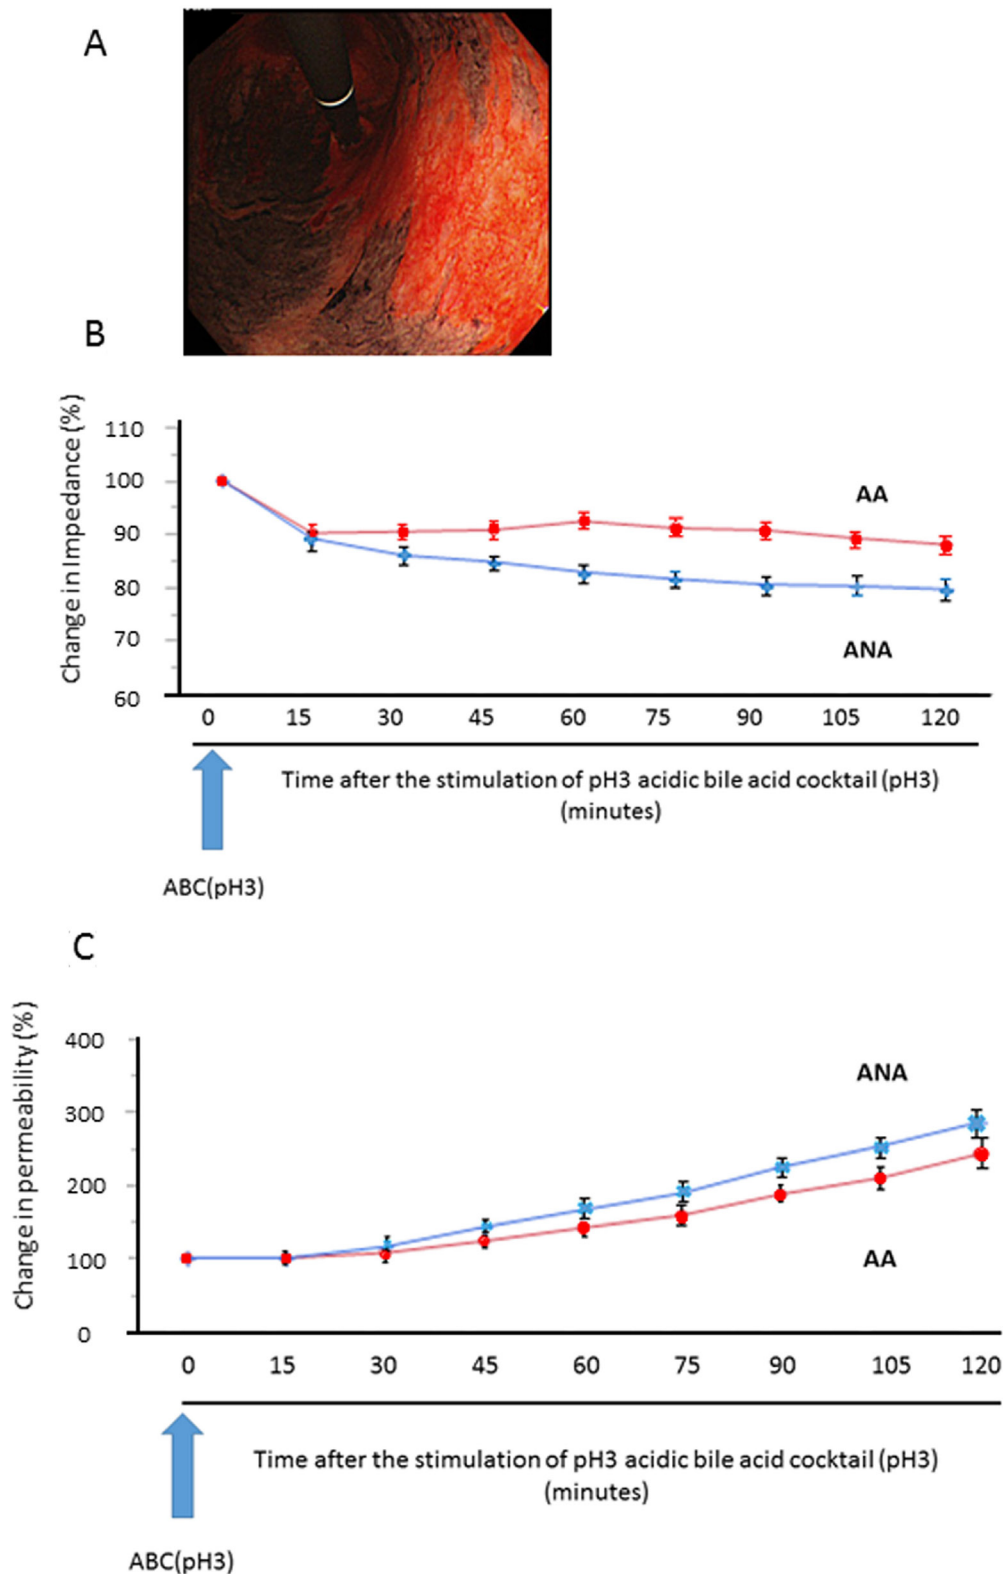 A
B
Change in Impedance (%)
110
100
90
80
70
60
AA
ANA
0 15 30 45 60 75 90 105 120
Time after the stimulation of pH3 acidic bile acid cocktail (pH3)
(minutes)
ABC(pH3)
C
Change in permeability (%)
400
300
200
100
0
ANA
AA
0 15 30 45 60 75 90 105 120
Time after the stimulation of pH3 acidic bile acid cocktail (pH3)
(minutes)
ABC(pH3)